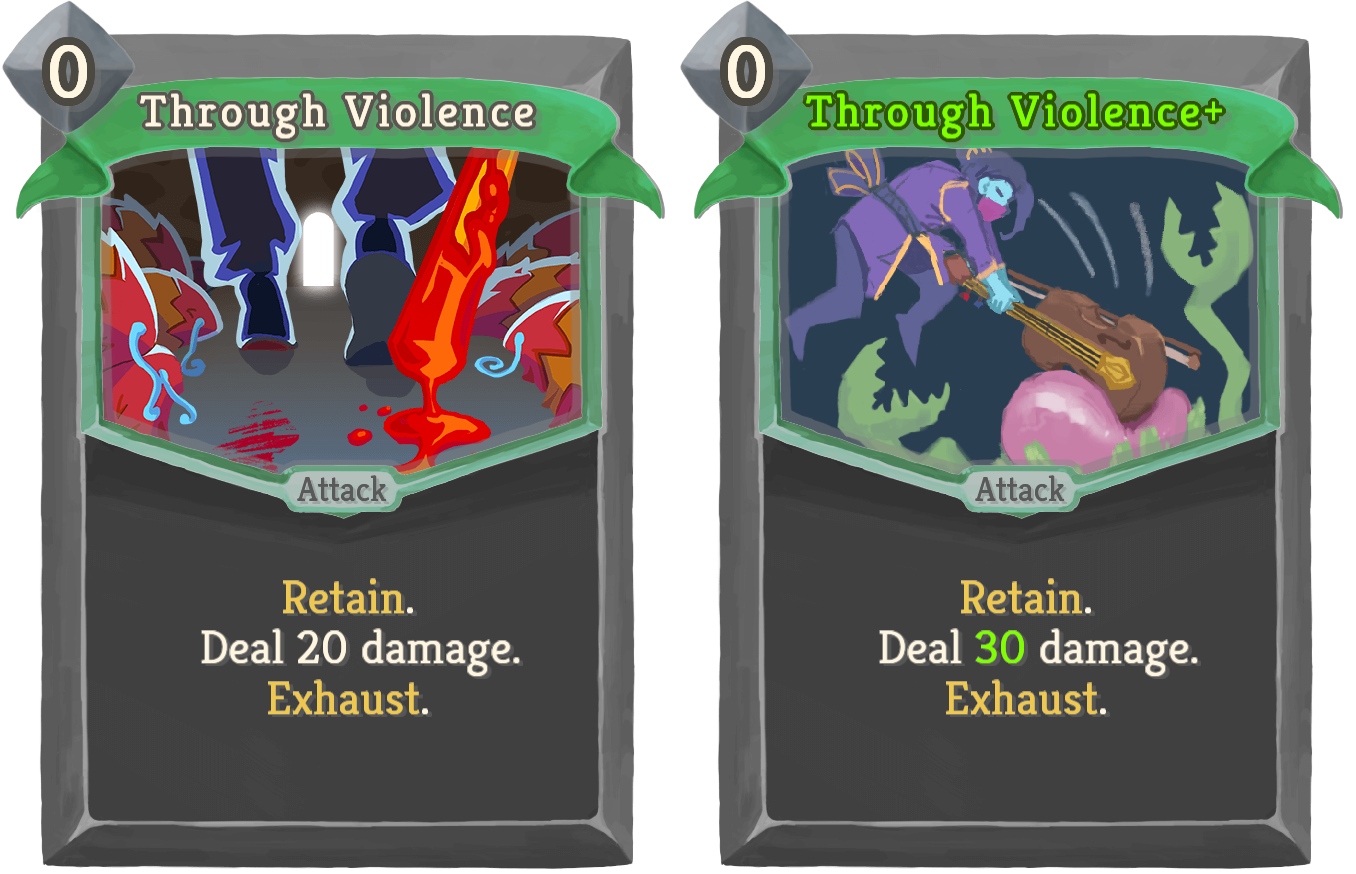 0
Through Violence
Attack
Retain.
Deal 20 damage.
Exhaust.
0
Through Violence+
Attack
Retain.
Deal 30 damage.
Exhaust.